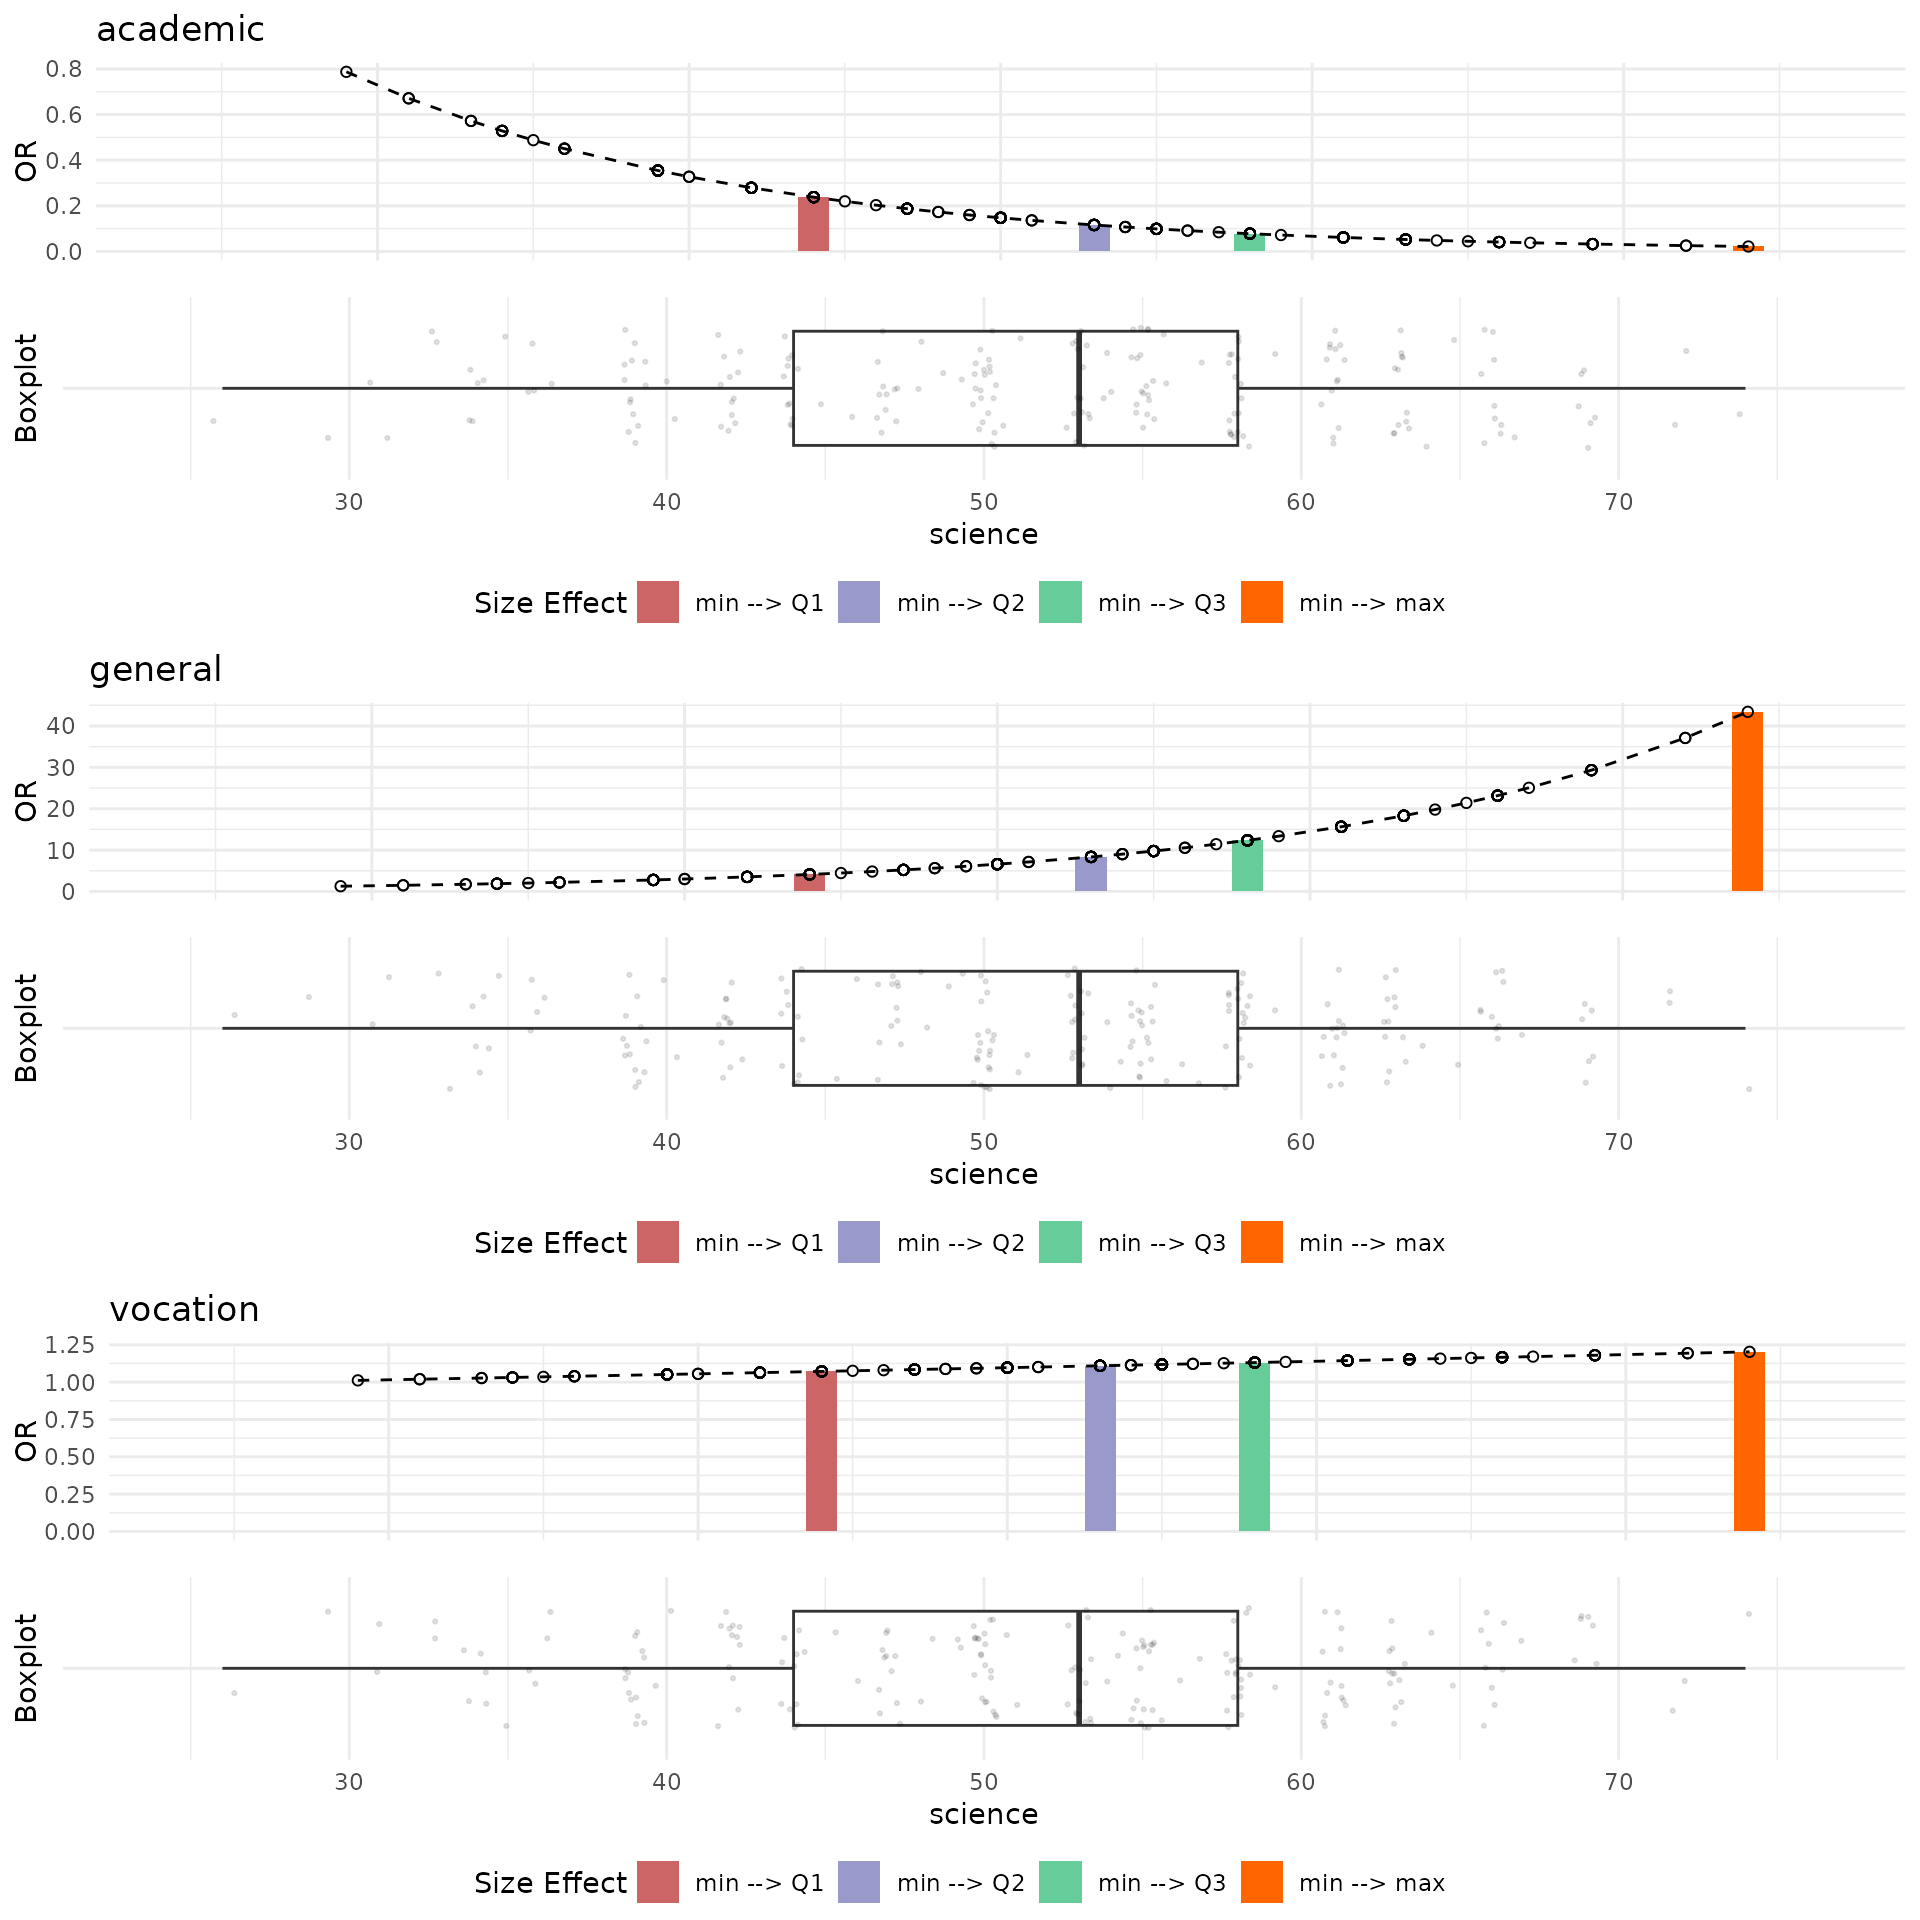 academic
0.8
0.6
0.4
0.2
0.0
OR
Boxplot
30 40 50 60 70
science
Size Effect min --> Q1 min --> Q2 min --> Q3 min --> max
general
40
30
20
10
0
OR
Boxplot
30 40 50 60 70
science
Size Effect min --> Q1 min --> Q2 min --> Q3 min --> max
vocation
1.25
1.00
0.75
0.50
0.25
0.00
OR
Boxplot
30 40 50 60 70
science
Size Effect min --> Q1 min --> Q2 min --> Q3 min --> max